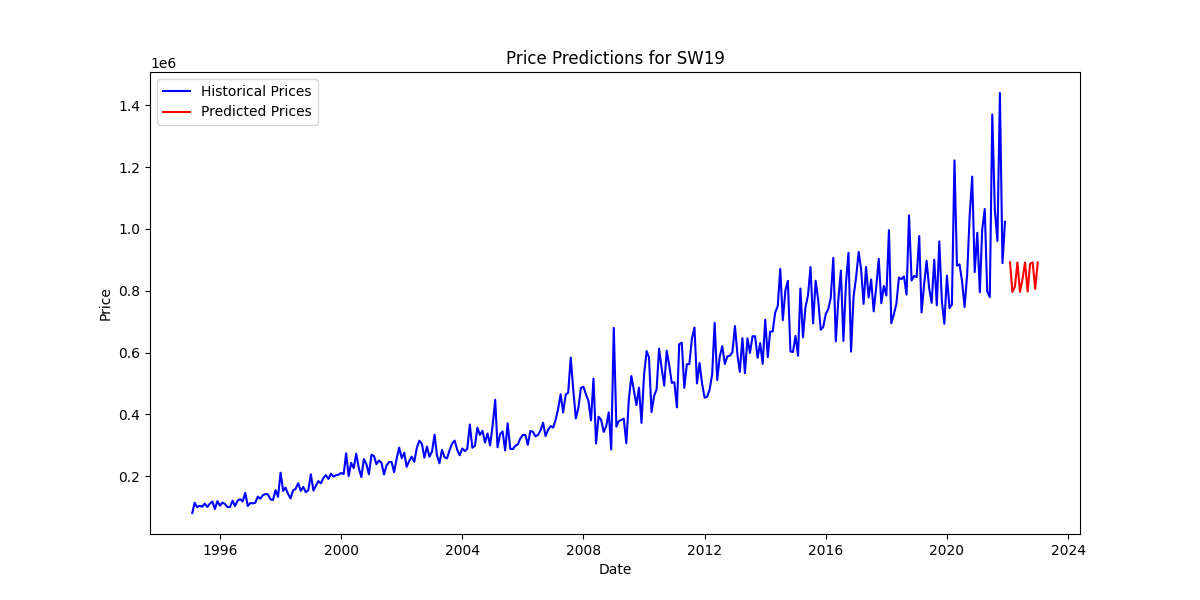 Price Predictions for SW19
1e6
Historical Prices
Predicted Prices
1.4
1.2
1.0
0.8
0.6
0.4
0.2
Price
1996 2000 2004 2008 2012 2016 2020 2024
Date